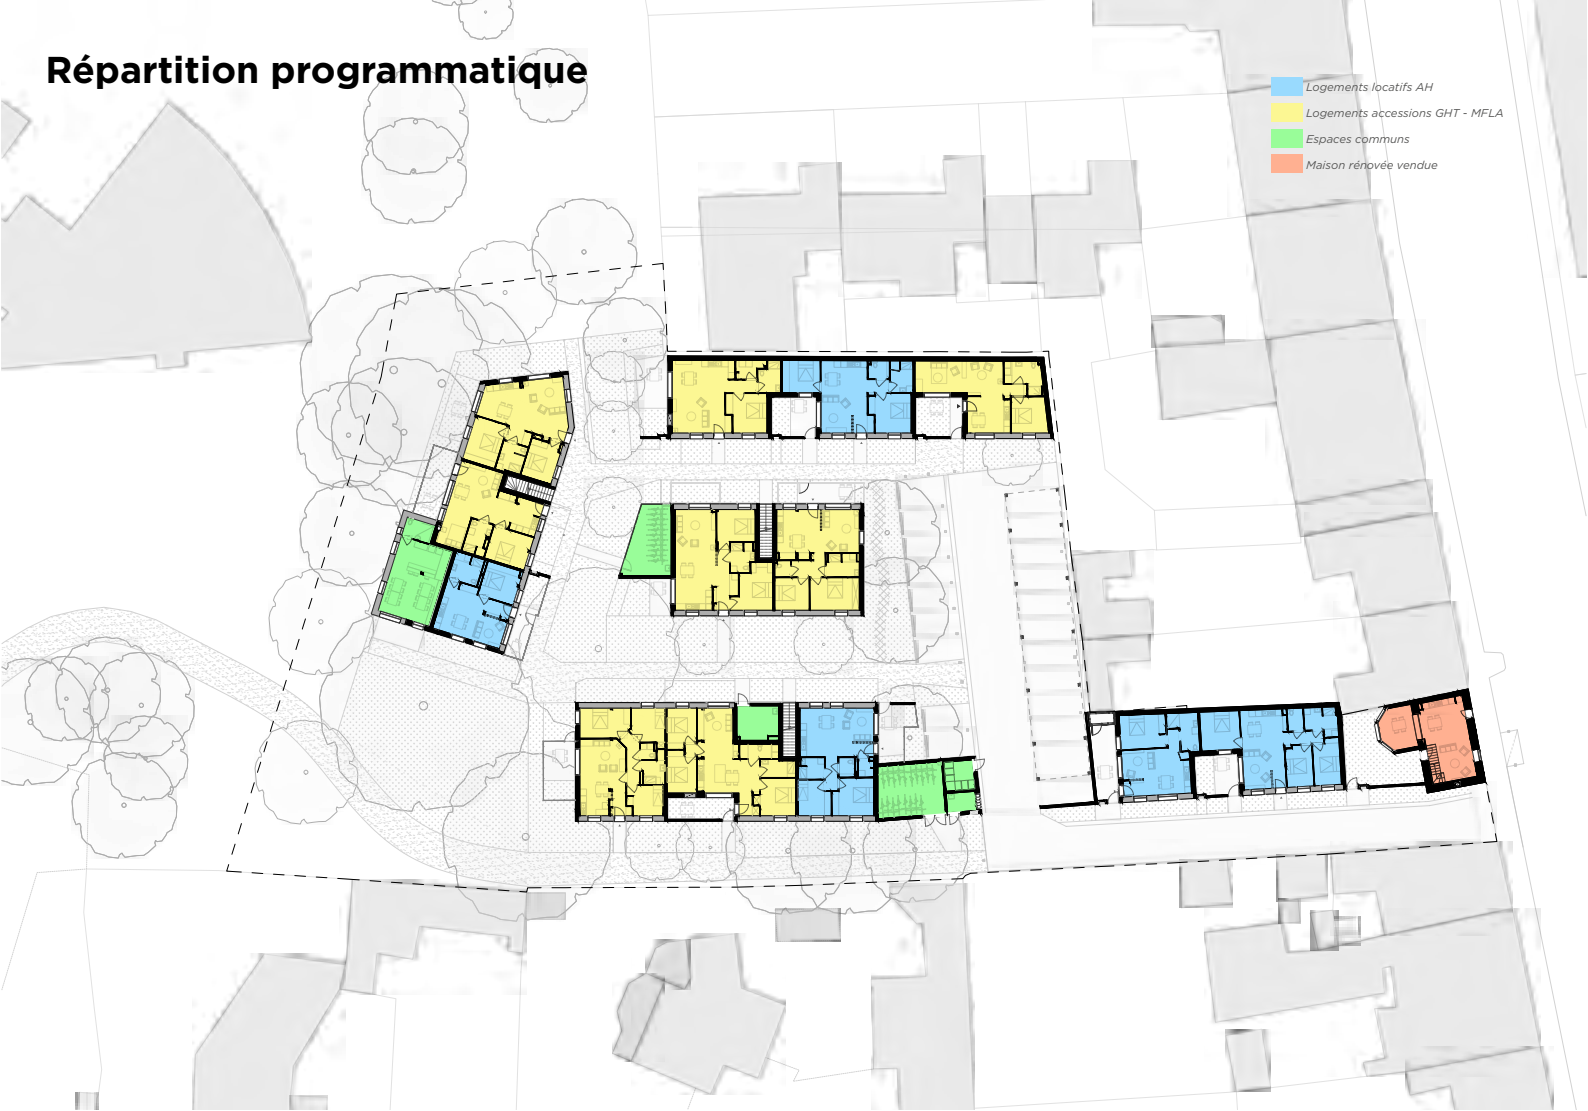 Répartition programmatique
Logements locatifs AH
Logements accessions GHT - MFLA
Espaces communs
Maison rénovée vendue